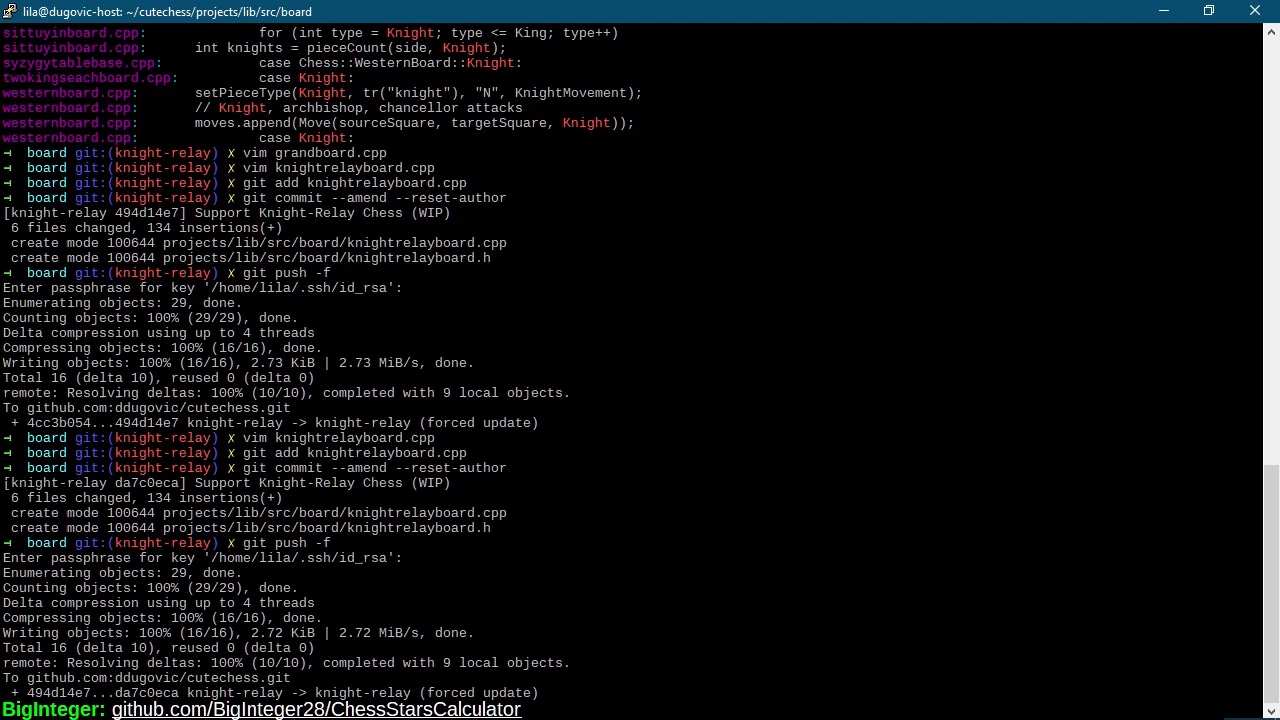 lila@dugovic-host: ~/cutechess/projects/lib/src/board
sittuyinboard.cpp:              for (int type = Knight; type <= King; type++)
sittuyinboard.cpp:      int knights = pieceCount(side, Knight);
syzygytablebase.cpp:            case Chess::WesternBoard::Knight:
twokingseachboard.cpp:          case Knight:
westernboard.cpp:       setPieceType(Knight, tr("knight"), "N", KnightMovement);
westernboard.cpp:       // Knight, archbishop, chancellor attacks
westernboard.cpp:       moves.append(Move(sourceSquare, targetSquare, Knight));
westernboard.cpp:               case Knight:
→  board git:(knight-relay) ✗ vim grandboard.cpp
→  board git:(knight-relay) ✗ vim knightrelayboard.cpp
→  board git:(knight-relay) ✗ git add knightrelayboard.cpp
→  board git:(knight-relay) ✗ git commit --amend --reset-author
[knight-relay 494d14e7] Support Knight-Relay Chess (WIP)
 6 files changed, 134 insertions(+)
 create mode 100644 projects/lib/src/board/knightrelayboard.cpp
 create mode 100644 projects/lib/src/board/knightrelayboard.h
→  board git:(knight-relay) ✗ git push -f
Enter passphrase for key '/home/lila/.ssh/id_rsa':
Enumerating objects: 29, done.
Counting objects: 100% (29/29), done.
Delta compression using up to 4 threads
Compressing objects: 100% (16/16), done.
Writing objects: 100% (16/16), 2.73 KiB | 2.73 MiB/s, done.
Total 16 (delta 10), reused 0 (delta 0)
remote: Resolving deltas: 100% (10/10), completed with 9 local objects.
To github.com:ddugovic/cutechess.git
 + 4cc3b054...494d14e7 knight-relay -> knight-relay (forced update)
→  board git:(knight-relay) ✗ vim knightrelayboard.cpp
→  board git:(knight-relay) ✗ git add knightrelayboard.cpp
→  board git:(knight-relay) ✗ git commit --amend --reset-author
[knight-relay da7c0eca] Support Knight-Relay Chess (WIP)
 6 files changed, 134 insertions(+)
 create mode 100644 projects/lib/src/board/knightrelayboard.cpp
 create mode 100644 projects/lib/src/board/knightrelayboard.h
→  board git:(knight-relay) ✗ git push -f
Enter passphrase for key '/home/lila/.ssh/id_rsa':
Enumerating objects: 29, done.
Counting objects: 100% (29/29), done.
Delta compression using up to 4 threads
Compressing objects: 100% (16/16), done.
Writing objects: 100% (16/16), 2.72 KiB | 2.72 MiB/s, done.
Total 16 (delta 10), reused 0 (delta 0)
remote: Resolving deltas: 100% (10/10), completed with 9 local objects.
To github.com:ddugovic/cutechess.git
 + 494d14e7...da7c0eca knight-relay -> knight-relay (forced update)
BigInteger: github.com/BigInteger28/ChessStarsCalculator